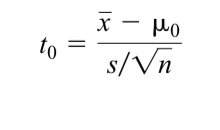 t₀ = (x̄ − μ₀) / (s/√n)